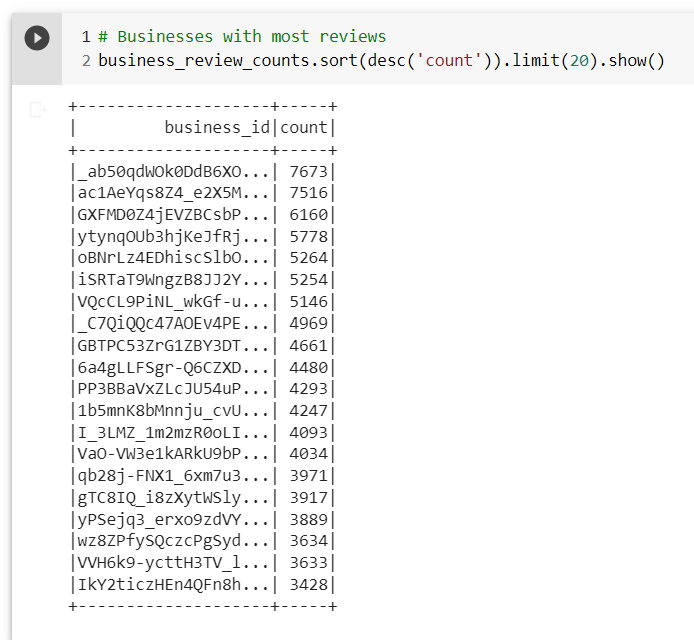 1 # Businesses with most reviews
2 business_review_counts.sort(desc('count')).limit(20).show()
+--------------------+-----+
|         business_id|count|
+--------------------+-----+
|_ab50qdWOk0DdB6XO...| 7673|
|ac1AeYqs8Z4_e2X5M...| 7516|
|GXFMD0Z4jEVZBCsbP...| 6160|
|ytynqOUb3hjKeJfRj...| 5778|
|oBNrLz4EDhiscSlbO...| 5264|
|iSRTaT9WngzB8JJ2Y...| 5254|
|VQcCL9PiNL_wkGf-u...| 5146|
|_C7QiQQc47AOEv4PE...| 4969|
|GBTPC53ZrG1ZBY3DT...| 4661|
|6a4gLLFSgr-Q6CZXD...| 4480|
|PP3BBaVxZLcJU54uP...| 4293|
|1b5mnK8bMnnju_cvU...| 4247|
|I_3LMZ_1m2mzR0oLI...| 4093|
|VaO-VW3e1kARkU9bP...| 4034|
|qb28j-FNX1_6xm7u3...| 3971|
|gTC8IQ_i8zXytWSly...| 3917|
|yPSejq3_erxo9zdVY...| 3889|
|wz8ZPfySQczcPgSyd...| 3634|
|VVH6k9-ycttH3TV_l...| 3633|
|IkY2ticzHEn4QFn8h...| 3428|
+--------------------+-----+